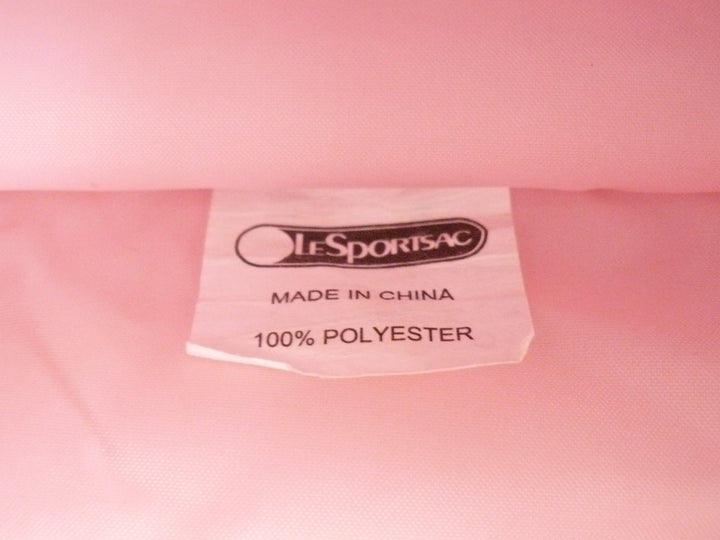 LESPORTSAC
MADE IN CHINA
100% POLYESTER